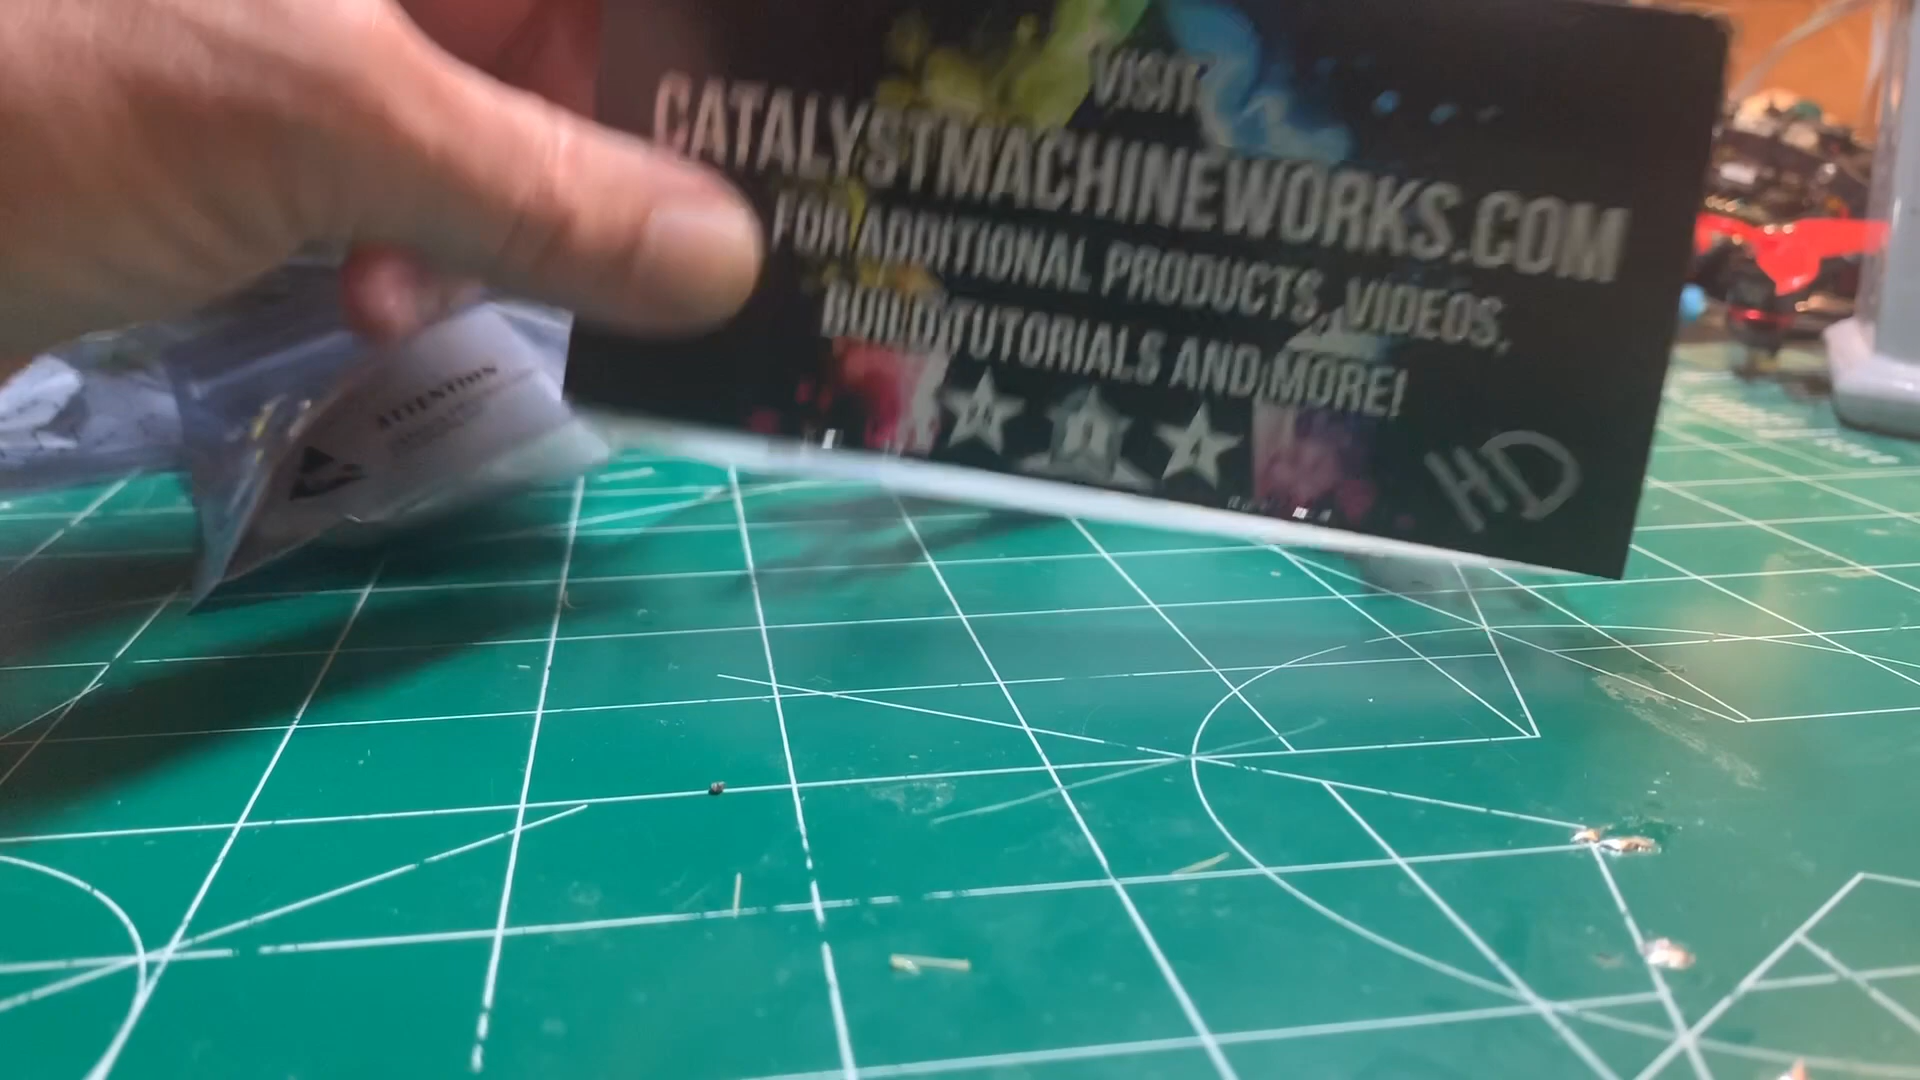 VISIT
CATALYSTMACHINEWORKS.COM
FOR ADDITIONAL PRODUCTS, VIDEOS,
BUILD TUTORIALS AND MORE!
HD
ATTENTION